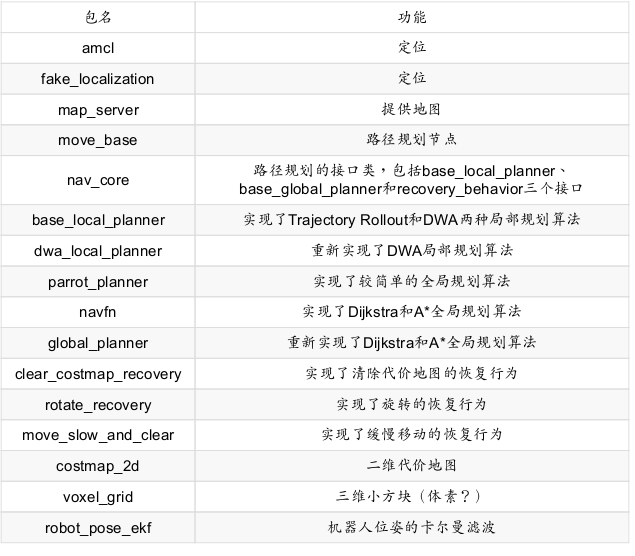 包名 功能
amcl 定位
fake_localization 定位
map_server 提供地图
move_base 路径规划节点
nav_core 路径规划的接口类，包括base_local_planner、
base_global_planner和recovery_behavior三个接口
base_local_planner 实现了Trajectory Rollout和DWA两种局部规划算法
dwa_local_planner 重新实现了DWA局部规划算法
parrot_planner 实现了较简单的全局规划算法
navfn 实现了Dijkstra和A*全局规划算法
global_planner 重新实现了Dijkstra和A*全局规划算法
clear_costmap_recovery 实现了清除代价地图的恢复行为
rotate_recovery 实现了旋转的恢复行为
move_slow_and_clear 实现了缓慢移动的恢复行为
costmap_2d 二维代价地图
voxel_grid 三维小方块（体素？）
robot_pose_ekf 机器人位姿的卡尔曼滤波